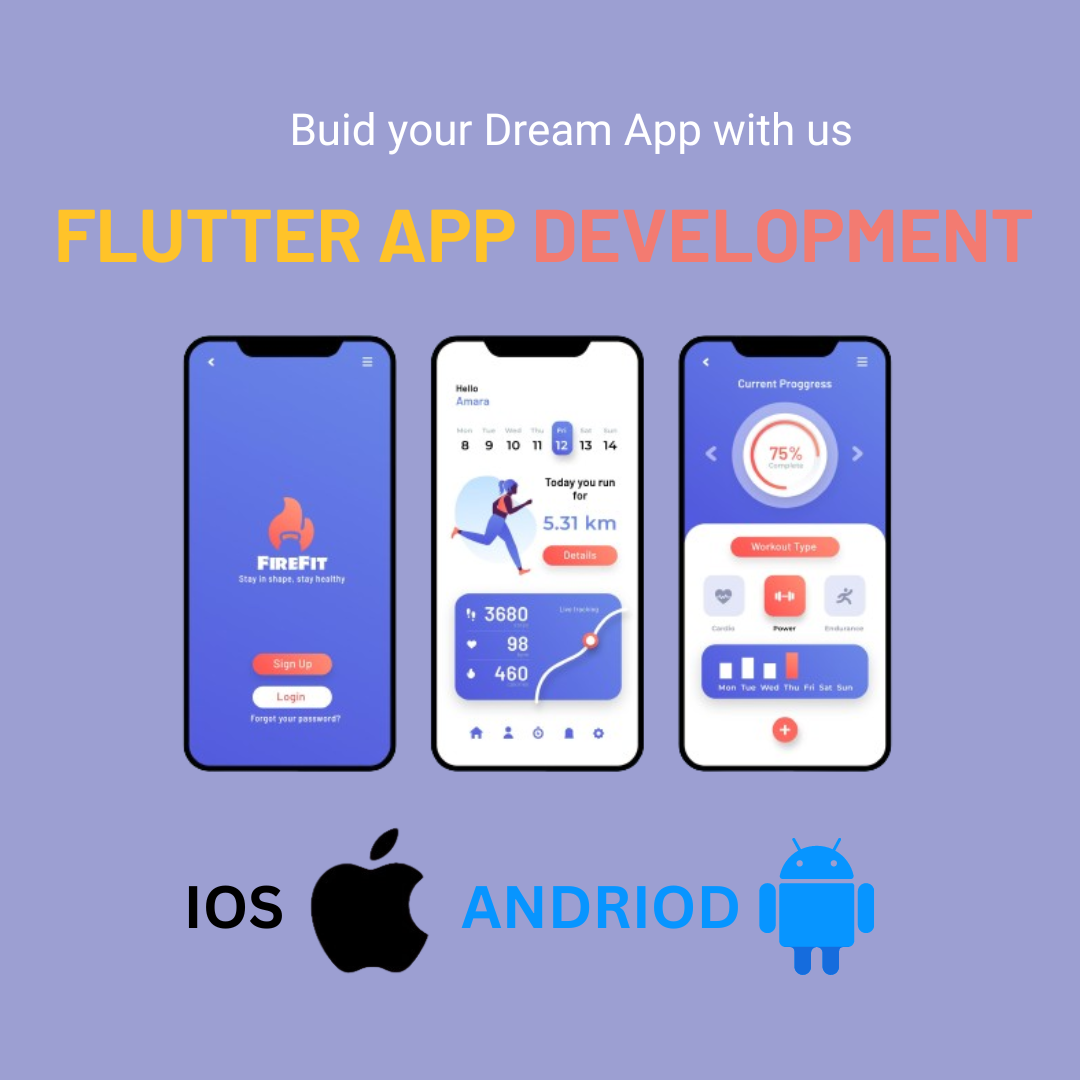 Buid your Dream App with us
FLUTTER APP DEVELOPMENT
FIREFIT
Stay in shape, stay healthy
Sign Up
Login
Forgot your password?
Hello
Amara
Mon Tue Wed Thu Fri Sat Sun
8 9 10 11 12 13 14
Today you run
for
5.31 km
Details
3680
Live tracking
98
460
Current Proggress
75%
Complete
Workout Type
Cardio Power Endurance
Mon Tue Wed Thu Fri Sat Sun
IOS
ANDRIOD